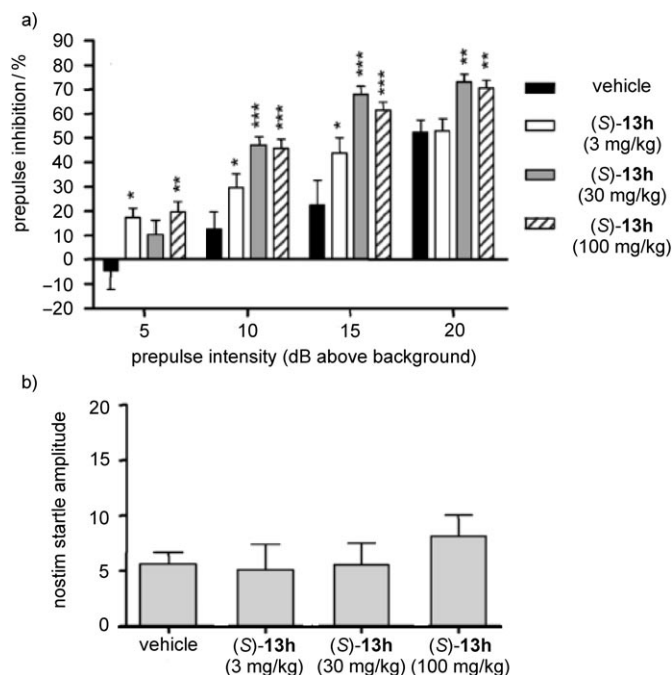 a)
90
80
70
60
50
40
30
20
10
0
−10
−20
prepulse inhibition/%
* ** * *** *** * *** *** ** **
5 10 15 20
prepulse intensity (dB above background)
vehicle
(S)-13h
(3 mg/kg)
(S)-13h
(30 mg/kg)
(S)-13h
(100 mg/kg)
b)
20
15
10
5
0
nostim startle amplitude
vehicle (S)-13h (S)-13h (S)-13h
(3 mg/kg) (30 mg/kg) (100 mg/kg)